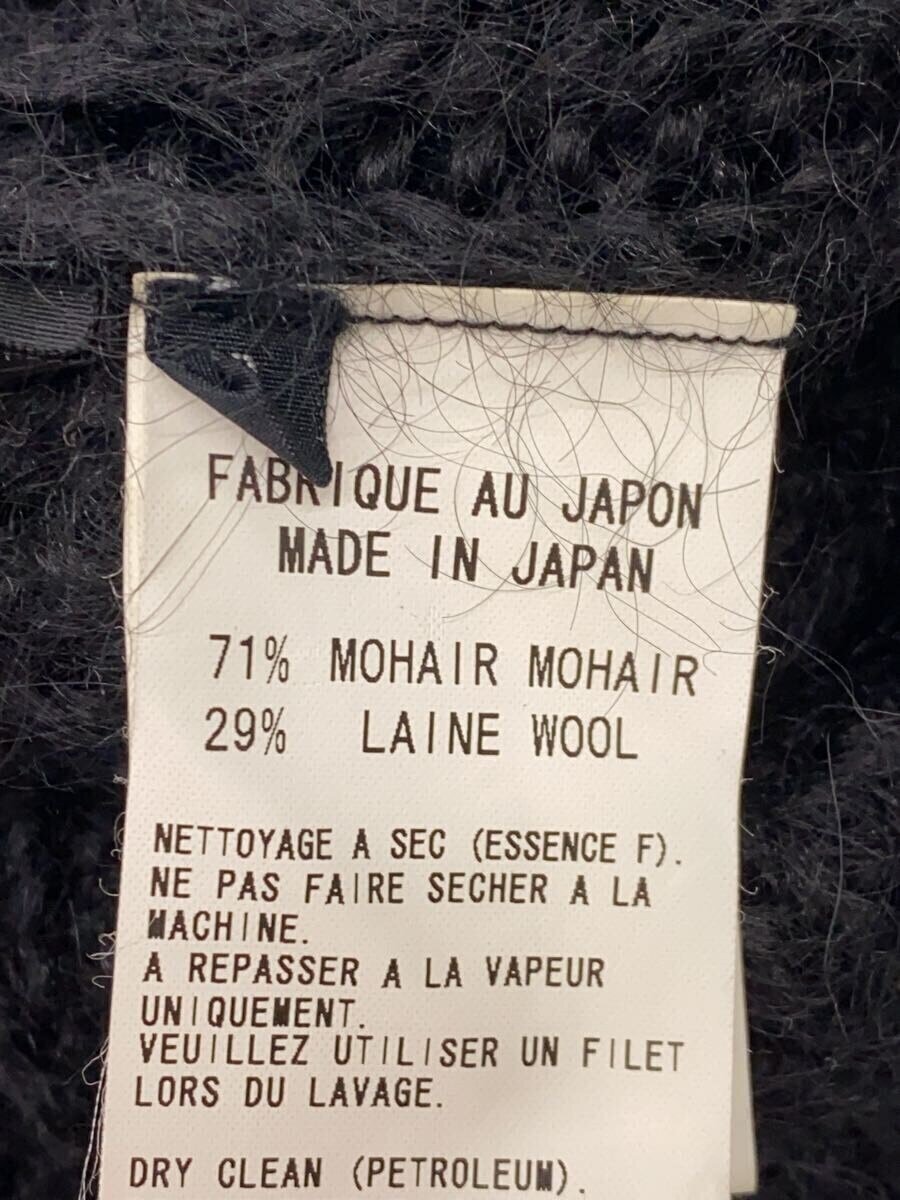 FABRIQUE AU JAPON
MADE IN JAPAN
71% MOHAIR MOHAIR
29% LAINE WOOL
NETTOYAGE A SEC (ESSENCE F).
NE PAS FAIRE SECHER A LA
MACHINE.
A REPASSER A LA VAPEUR
UNIQUEMENT.
VEUILLEZ UTILISER UN FILET
LORS DU LAVAGE.
DRY CLEAN (PETROLEUM).